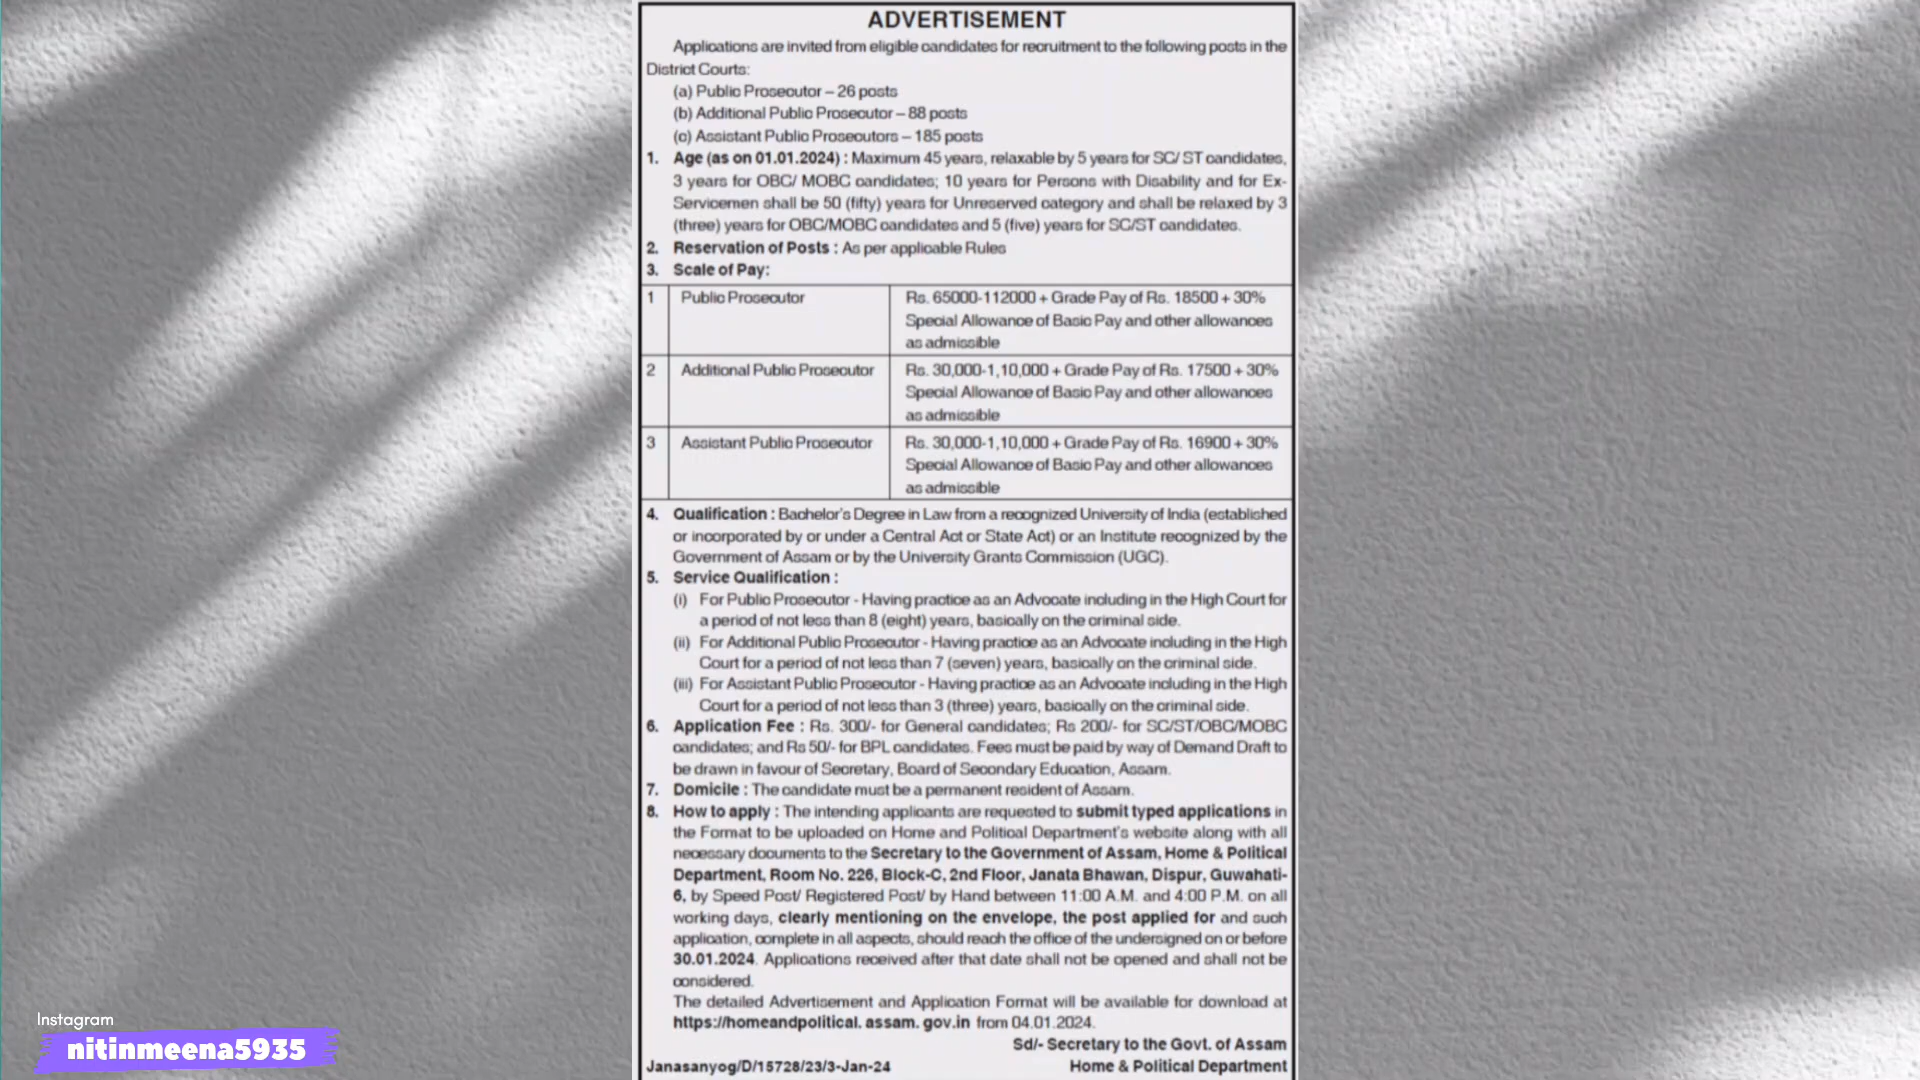 ADVERTISEMENT
Applications are invited from eligible candidates for recruitment to the following posts in the
District Courts:
(a) Public Prosecutor – 26 posts
(b) Additional Public Prosecutor – 88 posts
(c) Assistant Public Prosecutors – 185 posts
1. Age (as on 01.01.2024) : Maximum 45 years, relaxable by 5 years for SC/ ST candidates,
3 years for OBC/ MOBC candidates; 10 years for Persons with Disability and for Ex-
Servicemen shall be 50 (fifty) years for Unreserved category and shall be relaxed by 3
(three) years for OBC/MOBC candidates and 5 (five) years for SC/ST candidates.
2. Reservation of Posts : As per applicable Rules
3. Scale of Pay:
1 Public Prosecutor Rs. 65000-112000 + Grade Pay of Rs. 18500 + 30%
Special Allowance of Basic Pay and other allowances
as admissible
2 Additional Public Prosecutor Rs. 30,000-1,10,000 + Grade Pay of Rs. 17500 + 30%
Special Allowance of Basic Pay and other allowances
as admissible
3 Assistant Public Prosecutor Rs. 30,000-1,10,000 + Grade Pay of Rs. 16900 + 30%
Special Allowance of Basic Pay and other allowances
as admissible
4. Qualification : Bachelor's Degree in Law from a recognized University of India (established
or incorporated by or under a Central Act or State Act) or an Institute recognized by the
Government of Assam or by the University Grants Commission (UGC).
5. Service Qualification :
(i) For Public Prosecutor - Having practice as an Advocate including in the High Court for
a period of not less than 8 (eight) years, basically on the criminal side.
(ii) For Additional Public Prosecutor - Having practice as an Advocate including in the High
Court for a period of not less than 7 (seven) years, basically on the criminal side.
(iii) For Assistant Public Prosecutor - Having practice as an Advocate including in the High
Court for a period of not less than 3 (three) years, basically on the criminal side.
6. Application Fee : Rs. 300/- for General candidates; Rs 200/- for SC/ST/OBC/MOBC
candidates; and Rs 50/- for BPL candidates. Fees must be paid by way of Demand Draft to
be drawn in favour of Secretary, Board of Secondary Education, Assam.
7. Domicile : The candidate must be a permanent resident of Assam.
8. How to apply : The intending applicants are requested to submit typed applications in
the Format to be uploaded on Home and Political Department's website along with all
necessary documents to the Secretary to the Government of Assam, Home & Political
Department, Room No. 226, Block-C, 2nd Floor, Janata Bhawan, Dispur, Guwahati-
6, by Speed Post/ Registered Post/ by Hand between 11:00 A.M. and 4:00 P.M. on all
working days, clearly mentioning on the envelope, the post applied for and such
application, complete in all aspects, should reach the office of the undersigned on or before
30.01.2024. Applications received after that date shall not be opened and shall not be
considered.
The detailed Advertisement and Application Format will be available for download at
https://homeandpolitical. assam. gov.in from 04.01.2024.
Sd/- Secretary to the Govt. of Assam
Janasanyog/D/15728/23/3-Jan-24 Home & Political Department
Instagram
nitinmeena5935